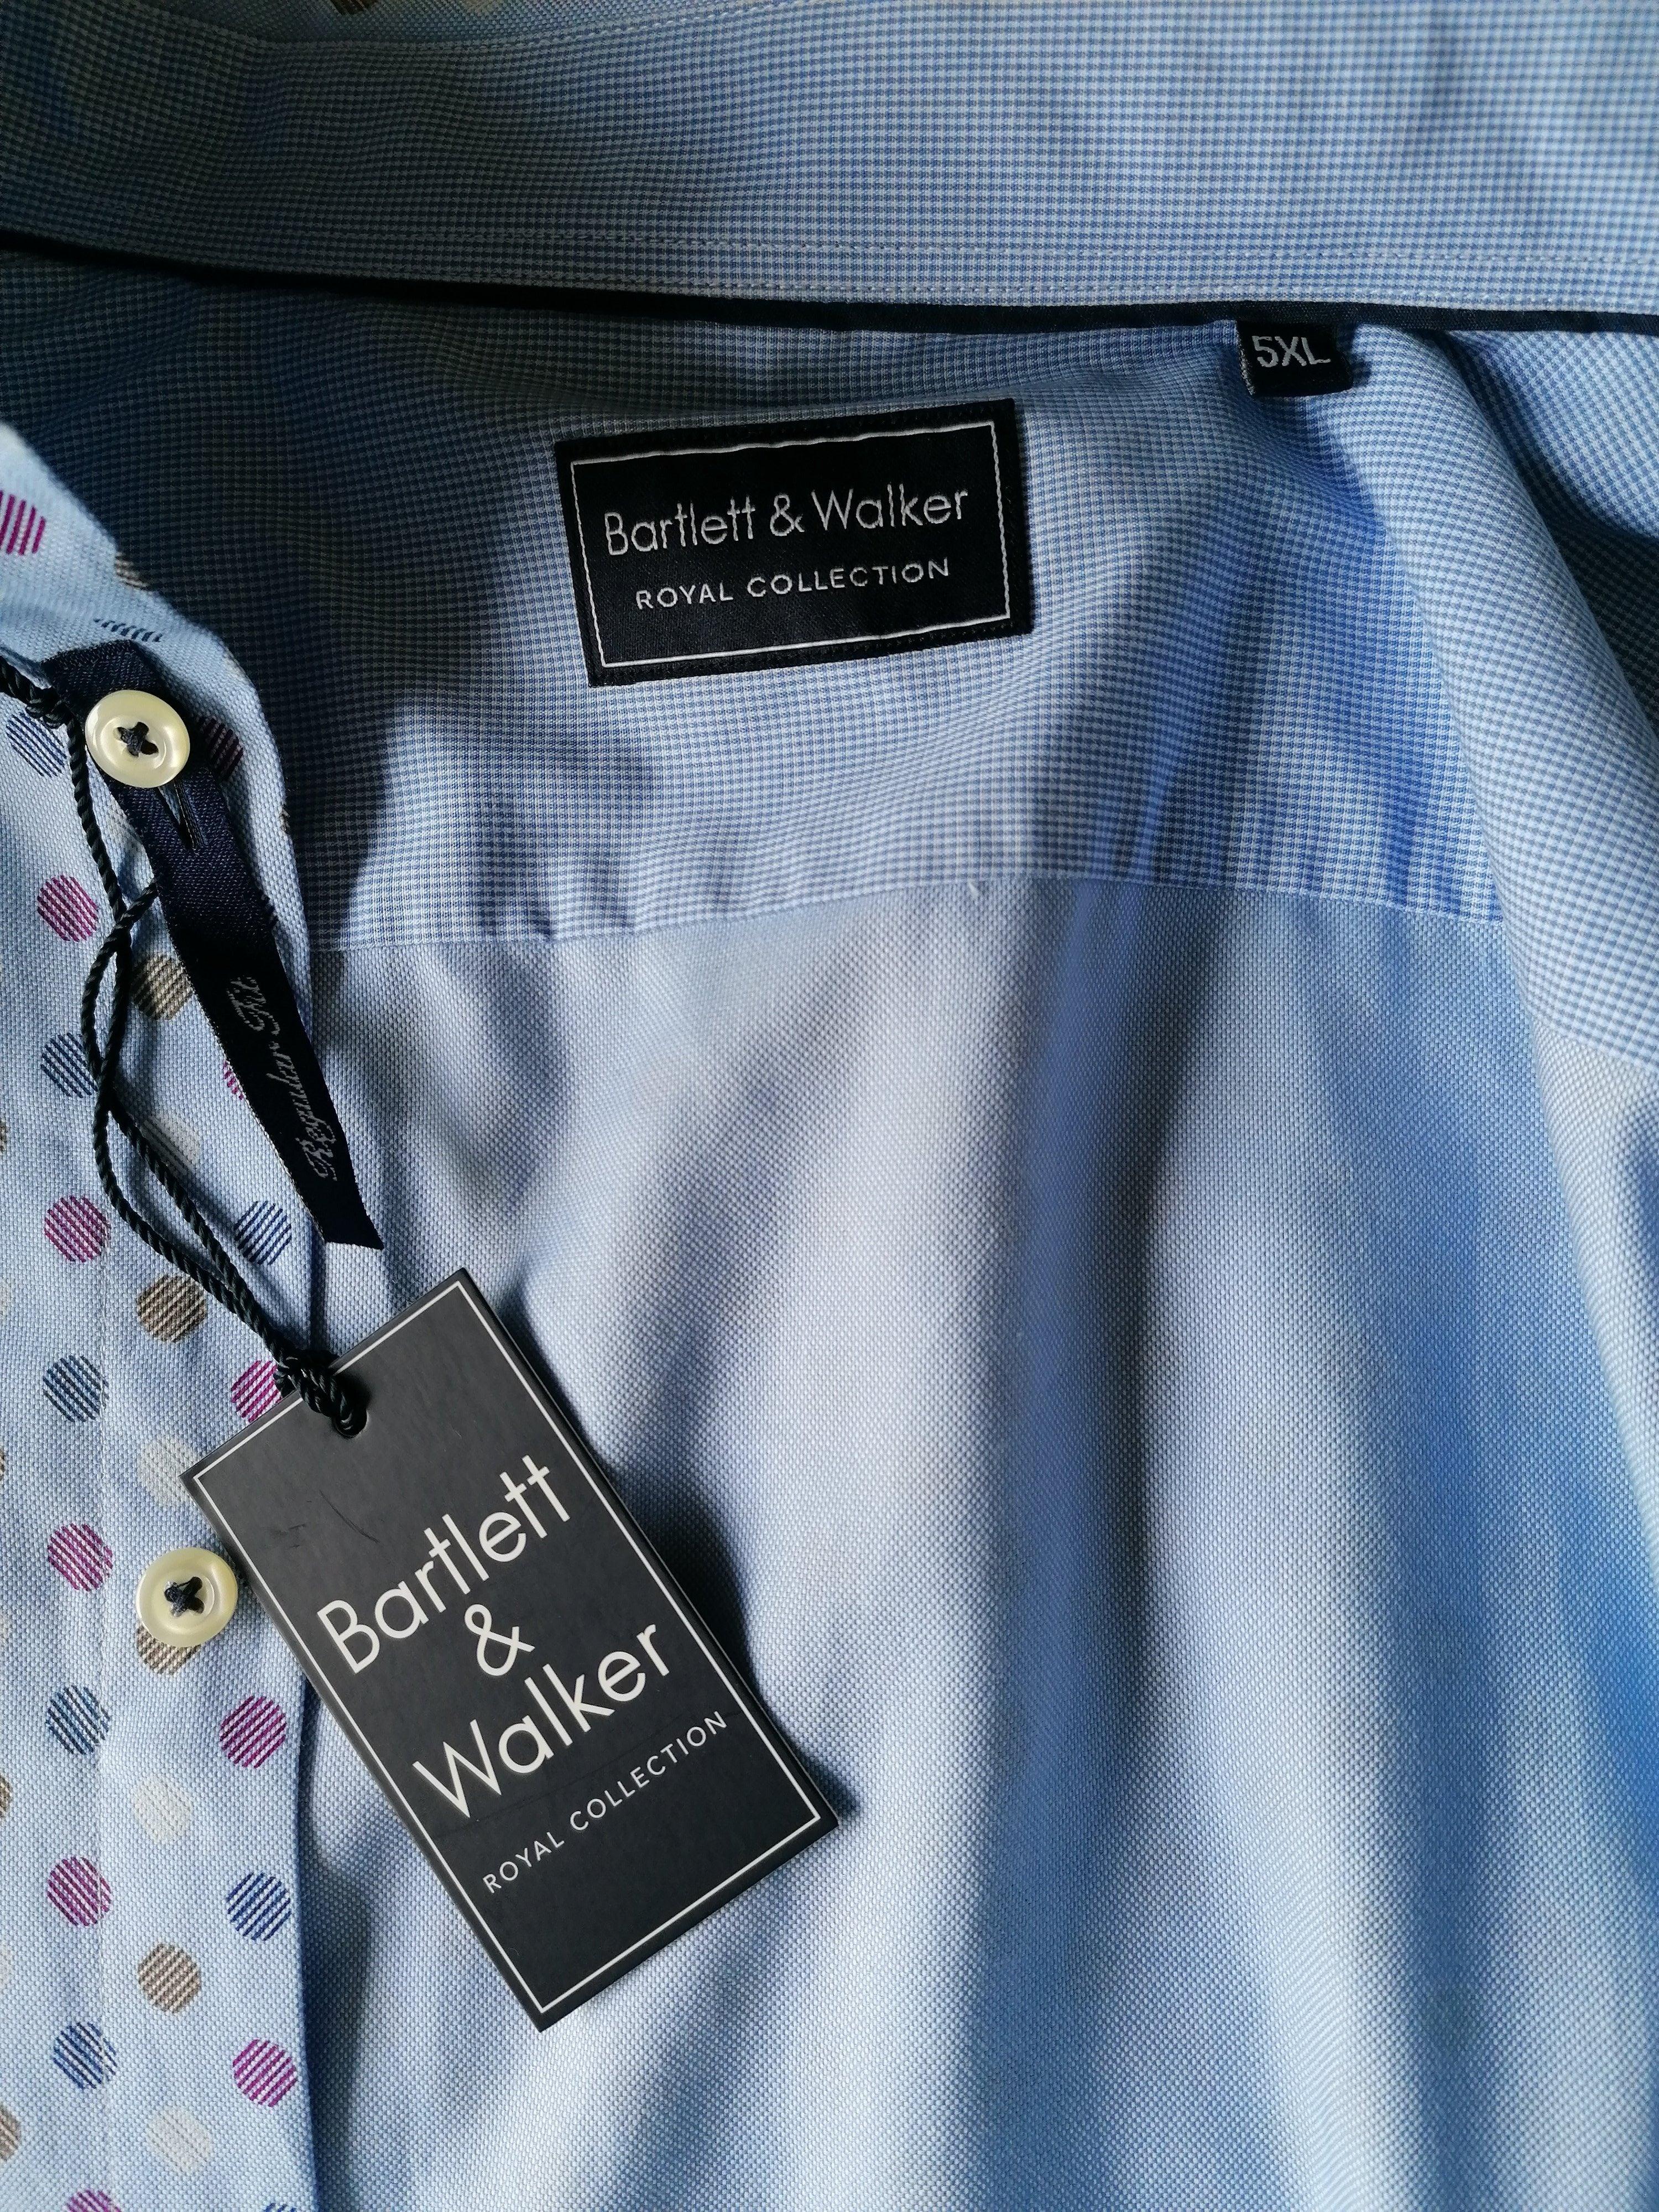 5XL
Bartlett & Walker
ROYAL COLLECTION
Regular Fit
Bartlett
&
Walker
ROYAL COLLECTION